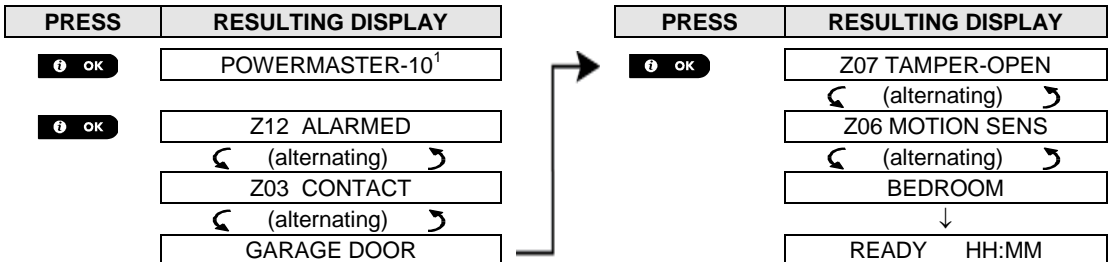 PRESS RESULTING DISPLAY
OK POWERMASTER-10¹
OK Z12 ALARMED
(alternating)
Z03 CONTACT
(alternating)
GARAGE DOOR
PRESS RESULTING DISPLAY
OK Z07 TAMPER-OPEN
(alternating)
Z06 MOTION SENS
(alternating)
BEDROOM
↓
READY HH:MM